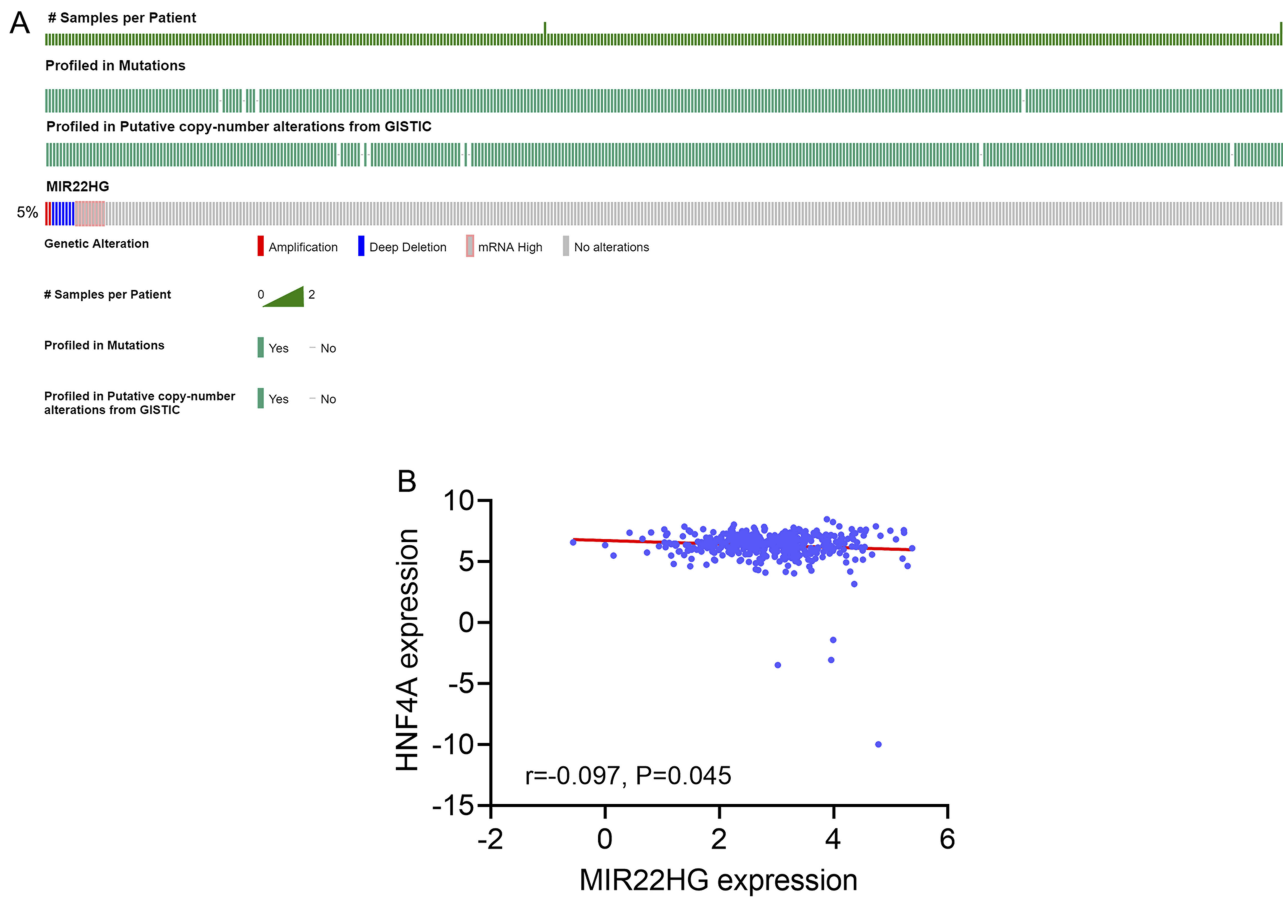 A
# Samples per Patient
Profiled in Mutations
Profiled in Putative copy-number alterations from GISTIC
MIR22HG
5%
Genetic Alteration
Amplification
Deep Deletion
mRNA High
No alterations
# Samples per Patient
0
2
Profiled in Mutations
Yes
No
Profiled in Putative copy-number
alterations from GISTIC
Yes
No
B
HNF4A expression
10
5
0
-5
-10
-15
r=-0.097, P=0.045
-2
0
2
4
6
MIR22HG expression